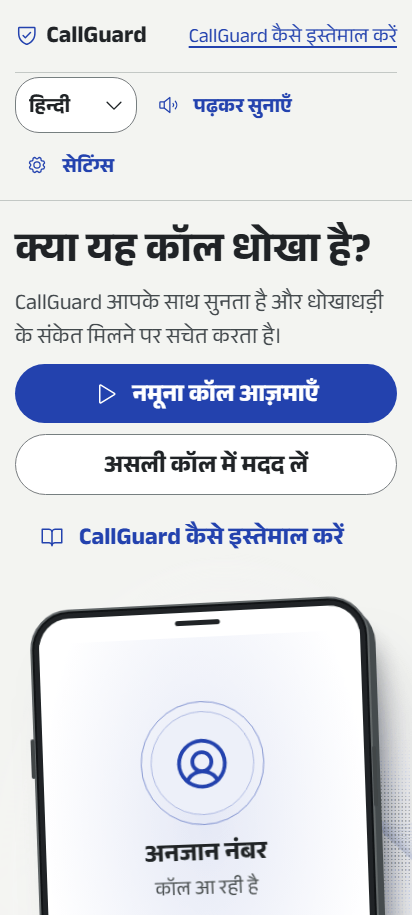 CallGuard
CallGuard कैसे इस्तेमाल करें
हिन्दी
पढ़कर सुनाएँ
सेटिंग्स
क्या यह कॉल धोखा है?
CallGuard आपके साथ सुनता है और धोखाधड़ी
के संकेत मिलने पर सचेत करता है।
नमूना कॉल आज़माएँ
असली कॉल में मदद लें
CallGuard कैसे इस्तेमाल करें
अनजान नंबर
कॉल आ रही है